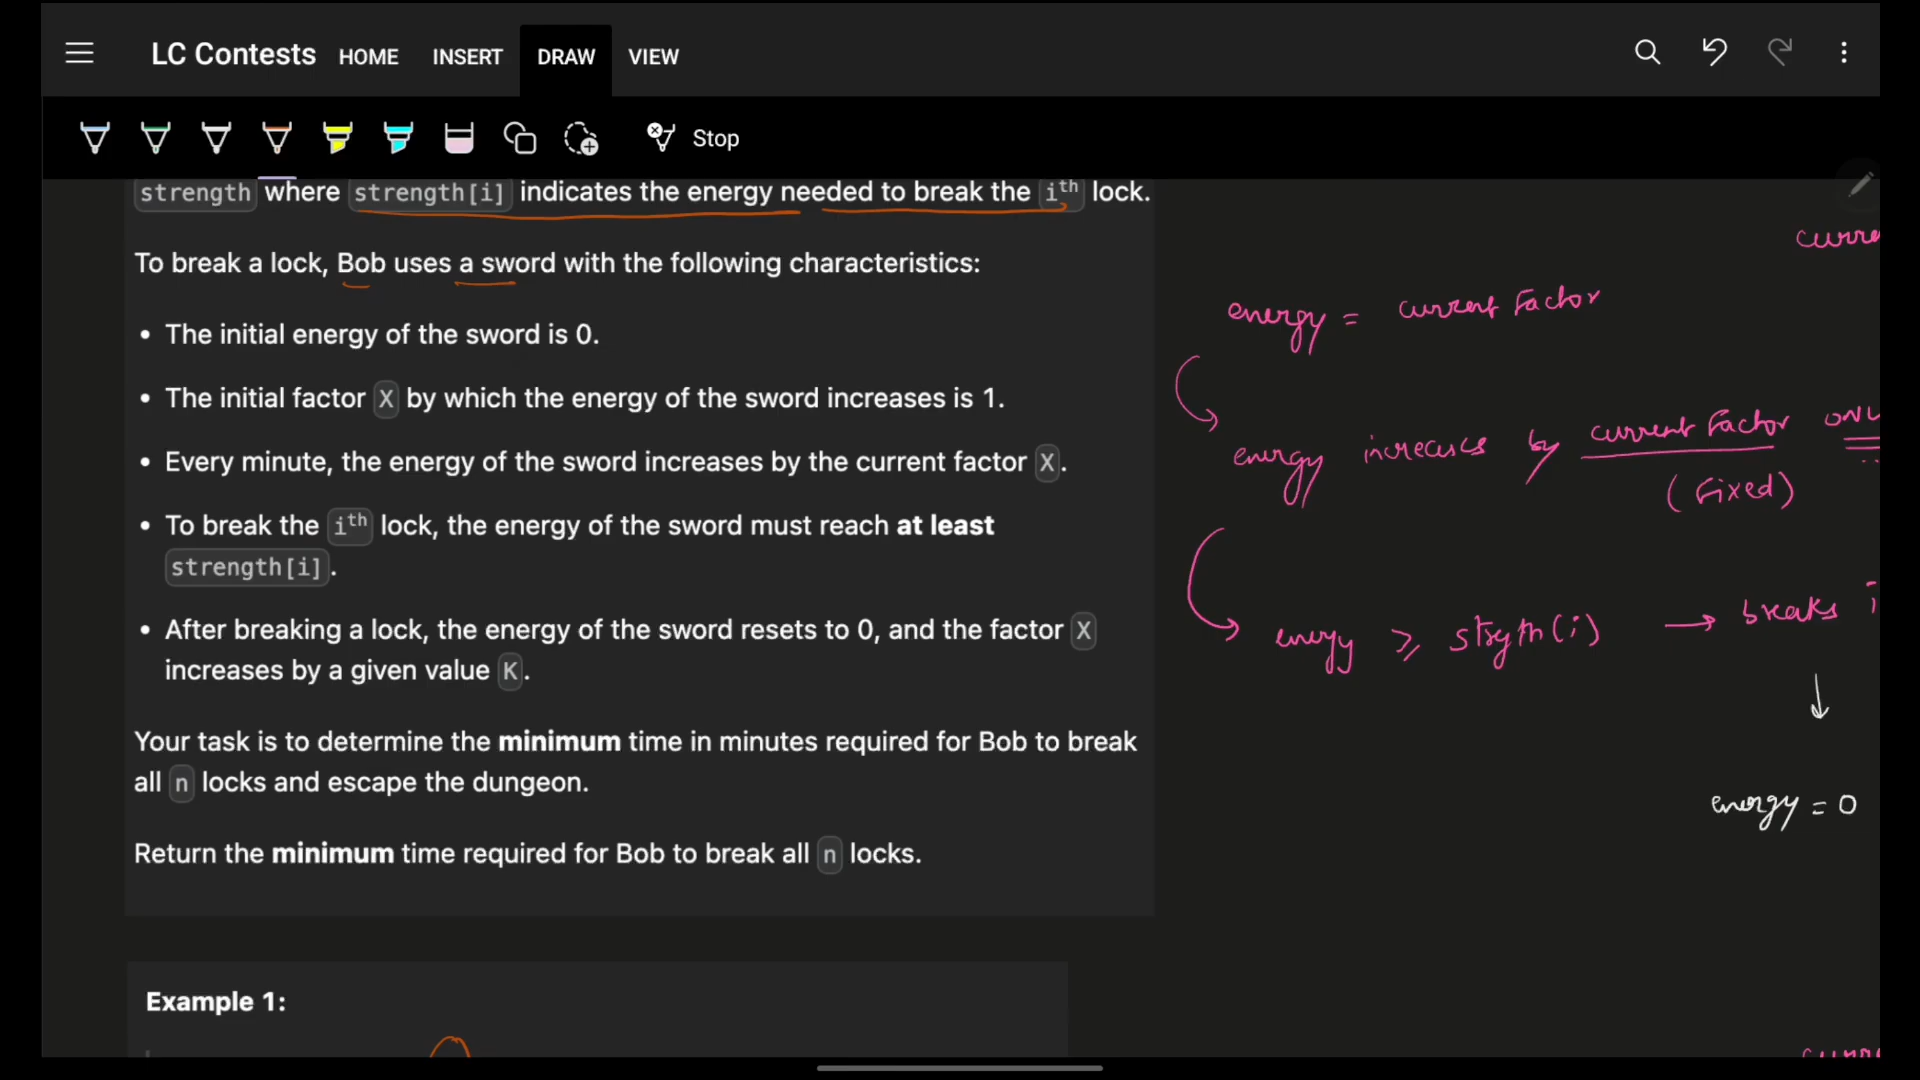 LC Contests HOME INSERT DRAW VIEW
Stop
strength where strength[i] indicates the energy needed to break the ith lock.
To break a lock, Bob uses a sword with the following characteristics:
• The initial energy of the sword is 0.
• The initial factor X by which the energy of the sword increases is 1.
• Every minute, the energy of the sword increases by the current factor X.
• To break the ith lock, the energy of the sword must reach at least
strength[i].
• After breaking a lock, the energy of the sword resets to 0, and the factor X
increases by a given value K.
Your task is to determine the minimum time in minutes required for Bob to break
all n locks and escape the dungeon.
Return the minimum time required for Bob to break all n locks.
Example 1:
curre
energy = current factor
energy increases by current factor
(fixed)
energy ≥ (i) → breaks i
energy = 0